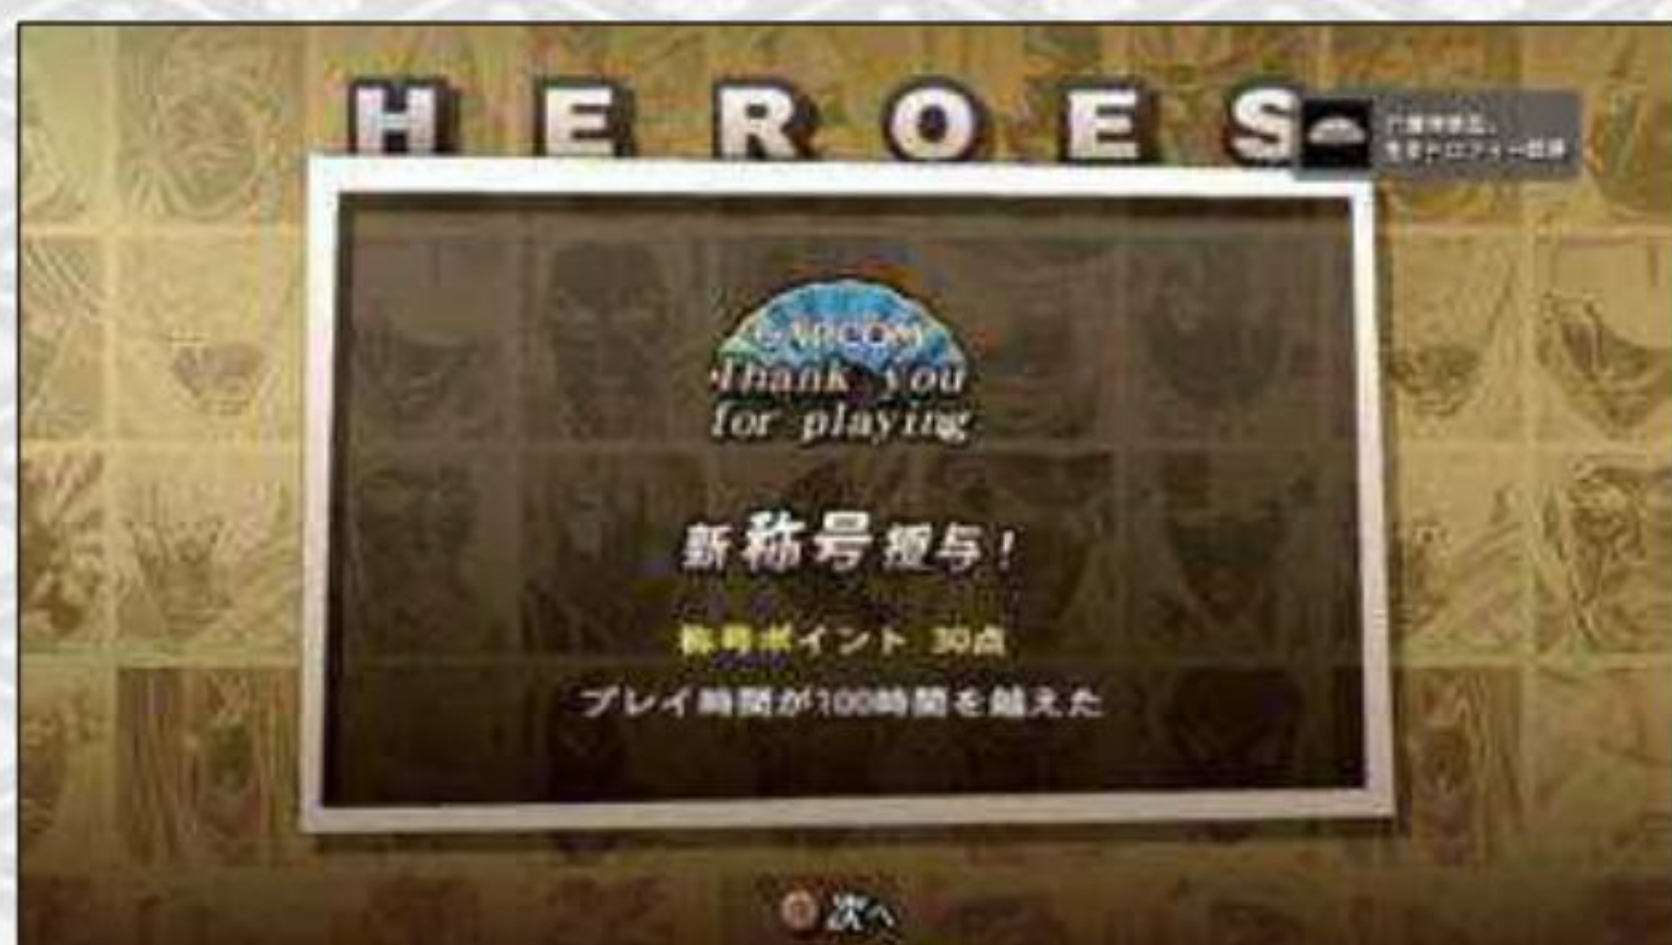 HEROES
CAPCOM
Thank you
for playing
新称号授与!
称号ポイント 30点
プレイ時間が100時間を越えた
次へ